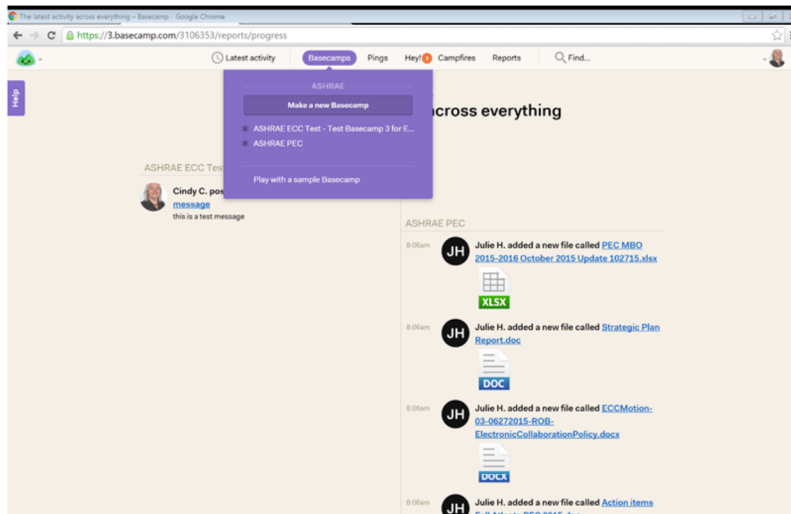 The latest activity across everything – Basecamp - Google Chrome
https://3.basecamp.com/3106353/reports/progress
Latest activity Basecamps Pings Hey! Campfires Reports Find...
Help
ASHRAE
Make a new Basecamp
ASHRAE ECC Test - Test Basecamp 3 for E...
ASHRAE PEC
Play with a sample Basecamp
across everything
ASHRAE ECC Tes
Cindy C. pos
message
this is a test message
ASHRAE PEC
8:06am JH Julie H. added a new file called PEC MBO
2015-2016 October 2015 Update 102715.xlsx
XLSX
8:06am JH Julie H. added a new file called Strategic Plan
Report.doc
DOC
8:06am JH Julie H. added a new file called ECCMotion-
03-06272015-ROB-
ElectronicCollaborationPolicy.docx
DOCX
8:06am JH Julie H. added a new file called Action items